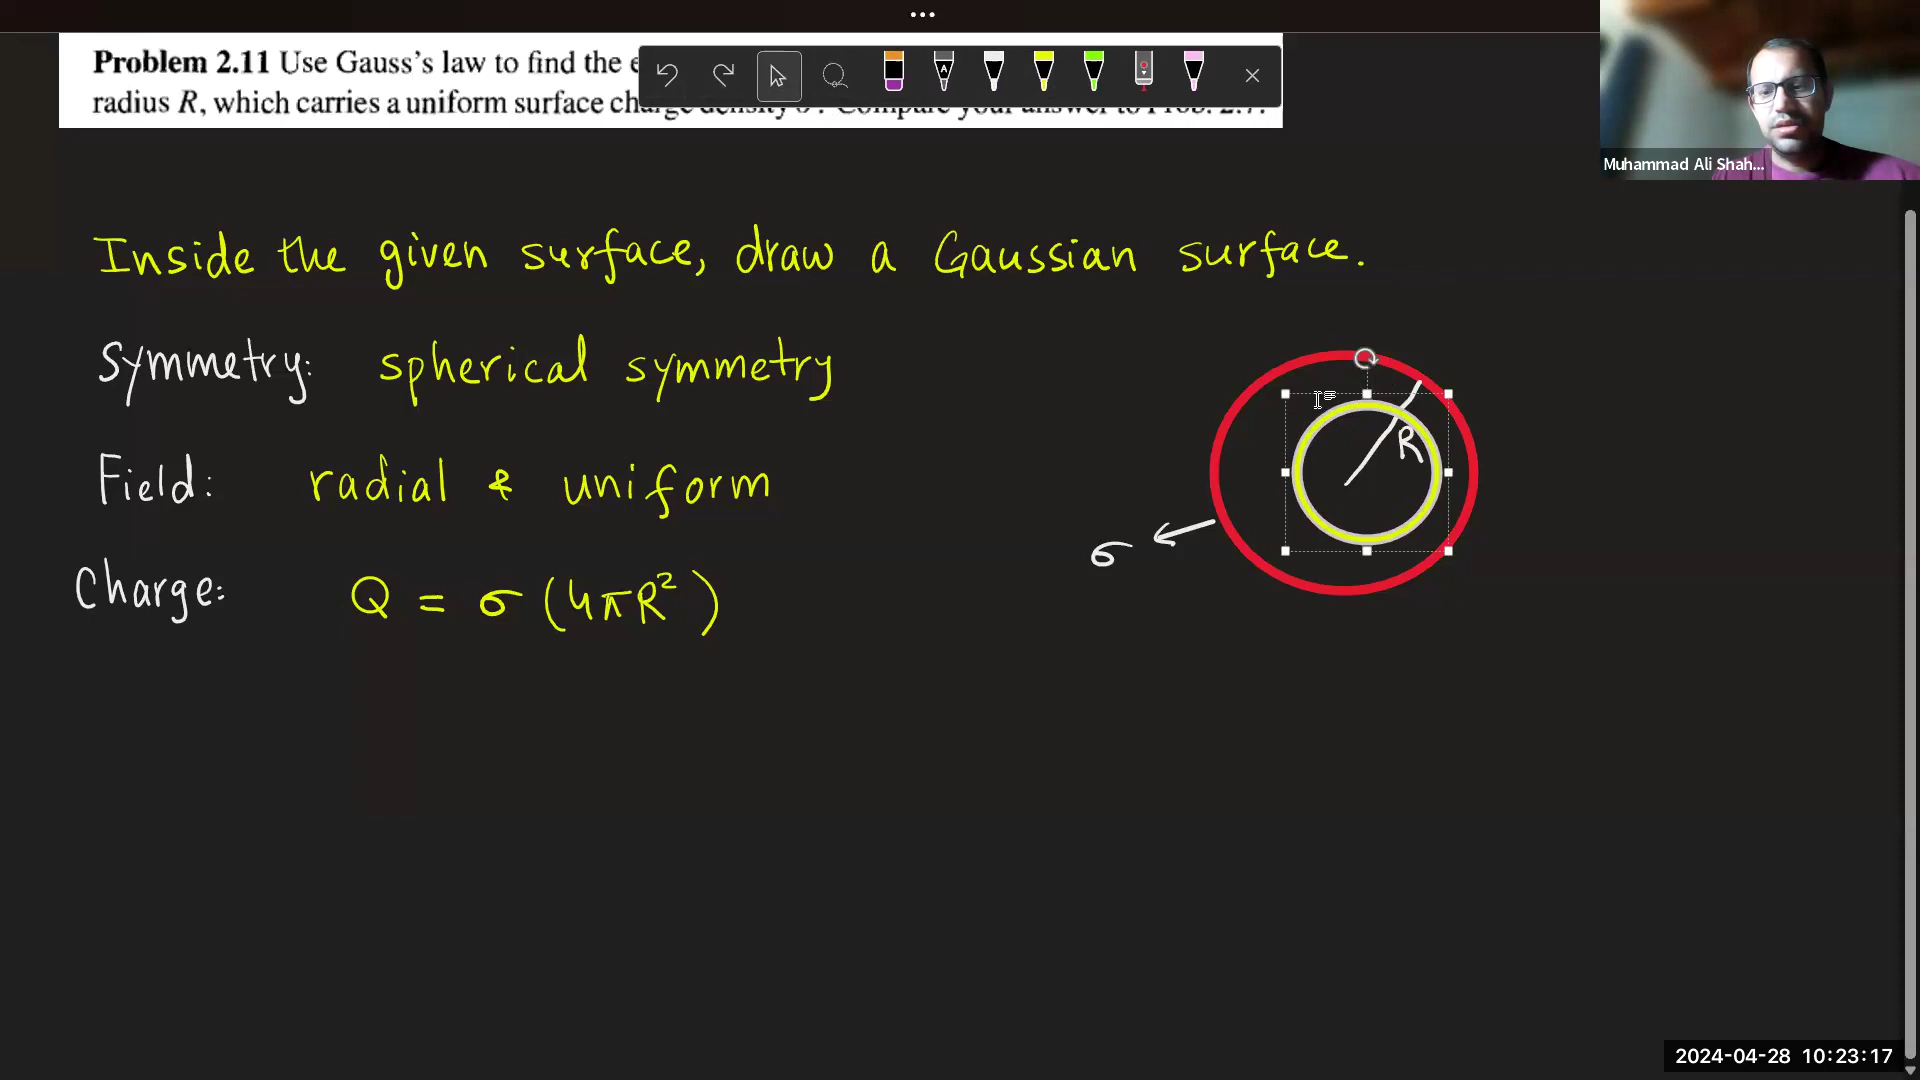 Problem 2.11 Use Gauss's law to find the
radius R, which carries a uniform surface
Muhammad Ali Shah...
Inside the given surface, draw a Gaussian surface.
Symmetry: spherical symmetry
Field: radial & uniform
R
σ
Charge: Q = σ (4πR²)
2024-04-28 10:23:17